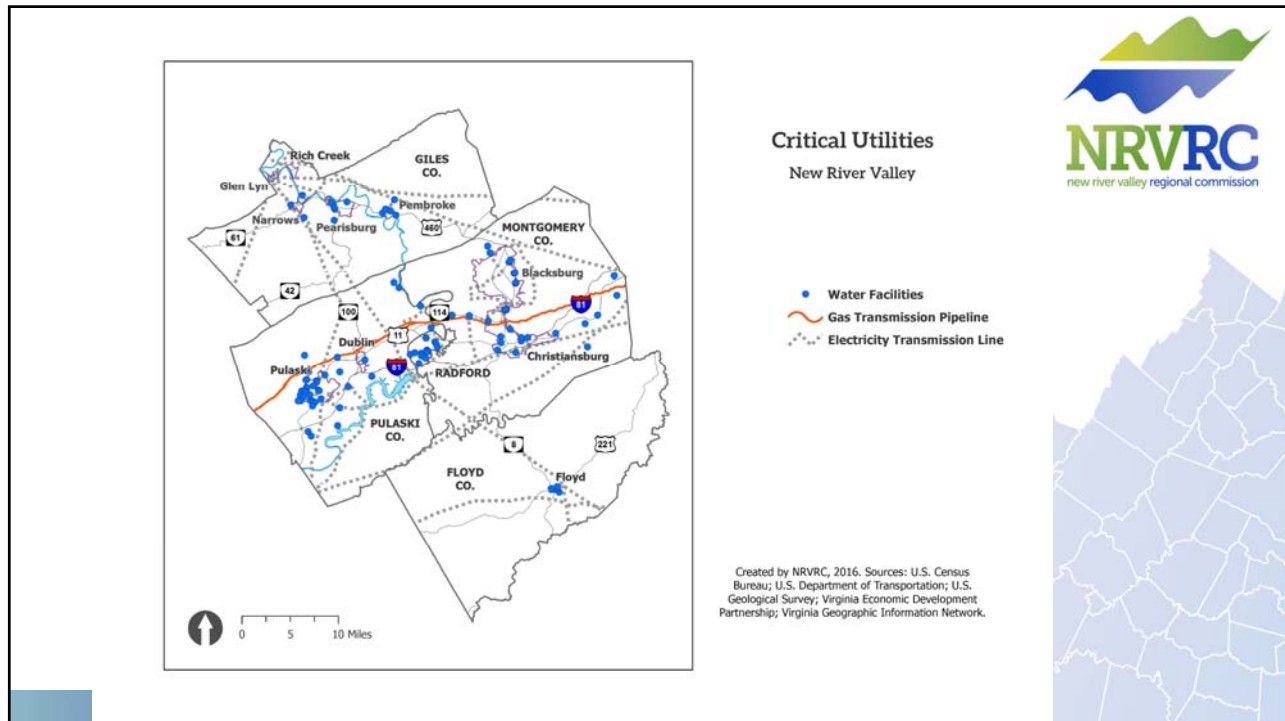 NRVRC
new river valley regional commission
Critical Utilities
New River Valley
Rich Creek
GILES
CO.
Glen Lyn
Pembroke
Narrows
Pearisburg
460
MONTGOMERY
CO.
61
Blacksburg
42
81
100
114
11
Dublin
Christiansburg
81
Pulaski
RADFORD
PULASKI
CO.
8
221
FLOYD
CO.
Floyd
Water Facilities
Gas Transmission Pipeline
Electricity Transmission Line
0 5 10 Miles
Created by NRVRC, 2016. Sources: U.S. Census
Bureau; U.S. Department of Transportation; U.S.
Geological Survey; Virginia Economic Development
Partnership; Virginia Geographic Information Network.